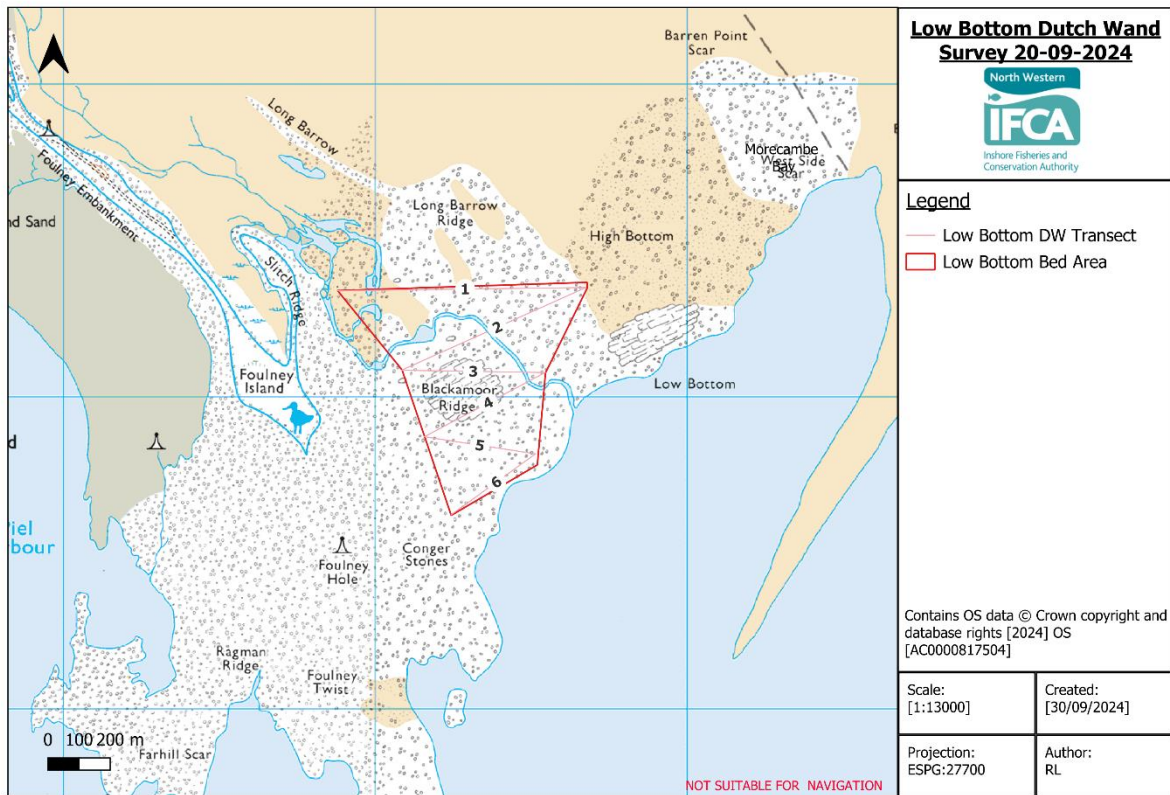 Barren Point
Scar
Long Barrow
Foulney Embankment
Morecambe
Bay
West Side
Scar
nd Sand
Long Barrow
Ridge
High Bottom
Slitch Ridge
1
2
3
Foulney
Island
Blackamoor
Ridge
4
Low Bottom
d
5
6
iel
bour
Conger
Stones
Foulney
Hole
Ragman
Ridge
Foulney
Twist
0 100 200 m
Farhill Scar
NOT SUITABLE FOR NAVIGATION
Low Bottom Dutch Wand
Survey 20-09-2024
North Western
IFCA
Inshore Fisheries and
Conservation Authority
Legend
Low Bottom DW Transect
Low Bottom Bed Area
Contains OS data © Crown copyright and
database rights [2024] OS
[AC0000817504]
Scale:
[1:13000]
Created:
[30/09/2024]
Projection:
ESPG:27700
Author:
RL